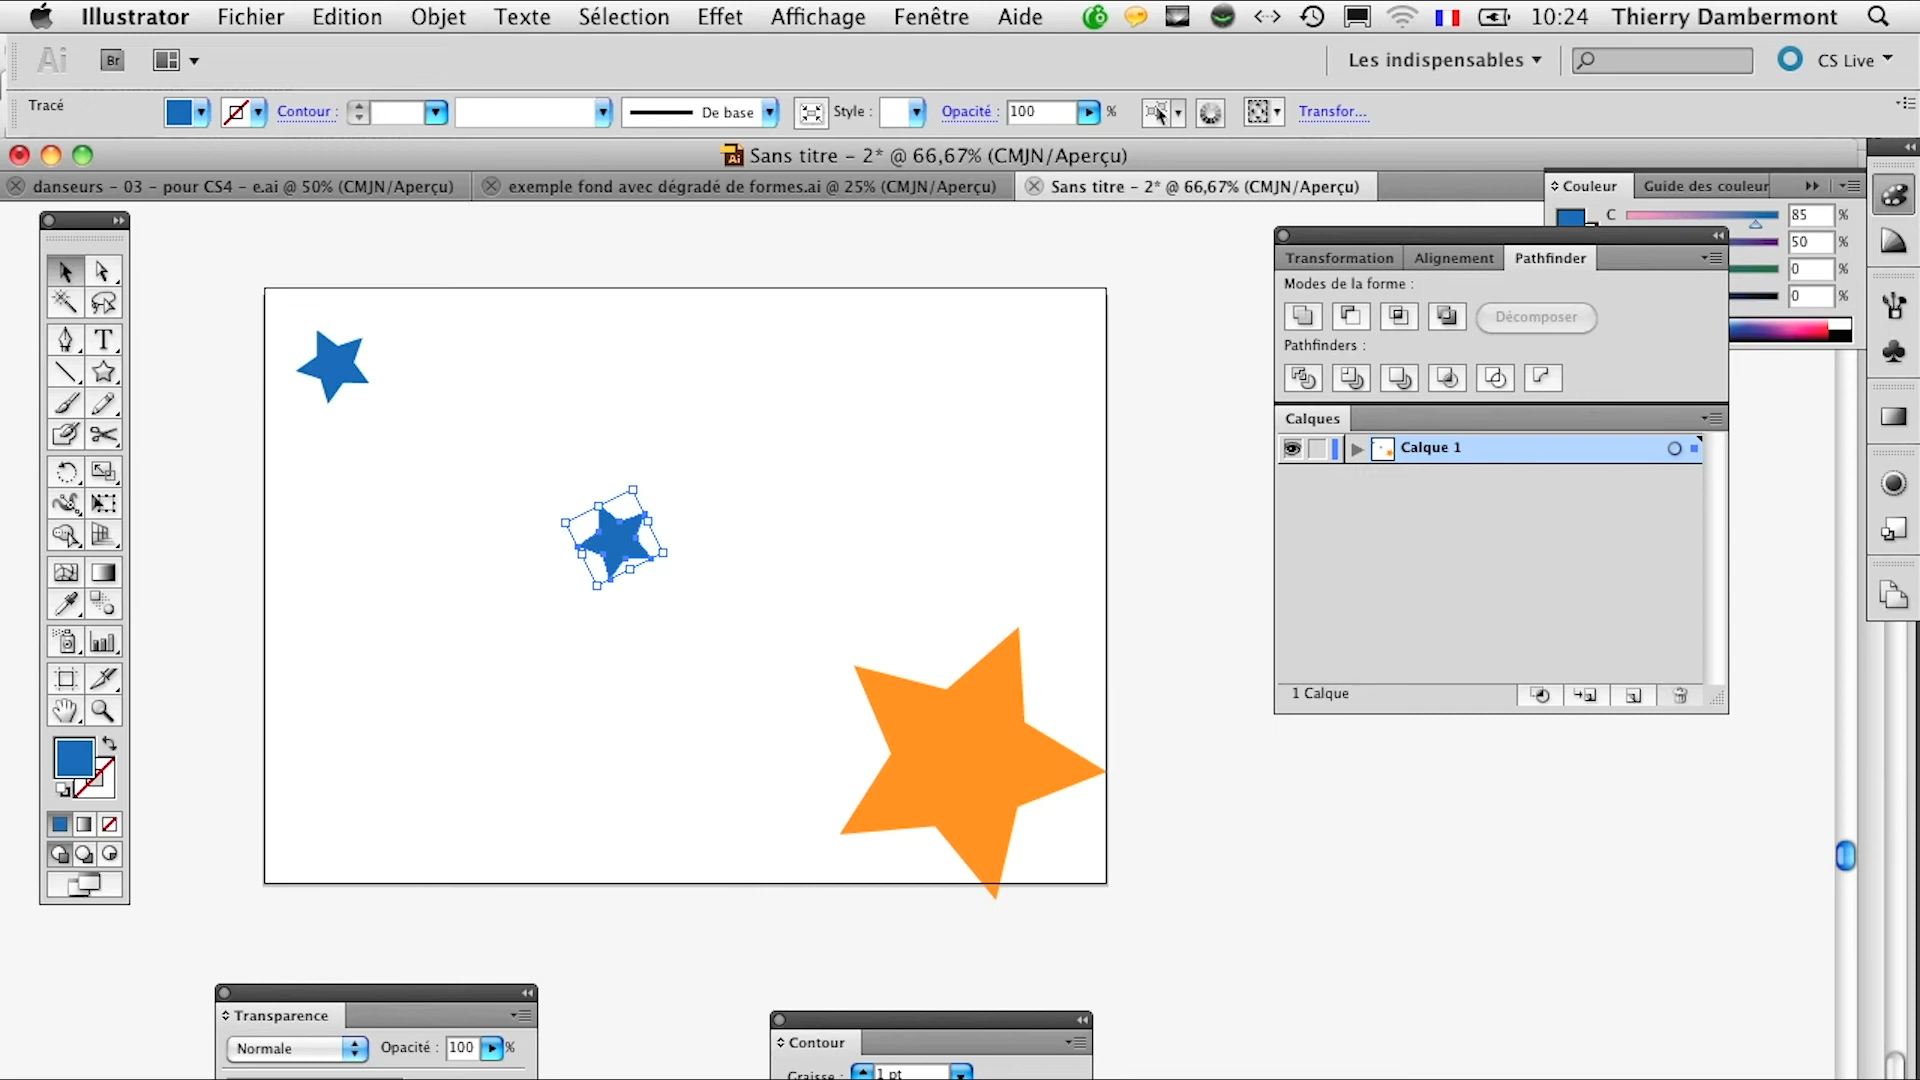 Illustrator Fichier Edition Objet Texte Sélection Effet Affichage Fenêtre Aide 10:24 Thierry Dambermont
Ai Br Les indispensables CS Live
Tracé Contour : De base Style : Opacité : 100 % Transfor...
Ai Sans titre - 2* @ 66,67% (CMJN/Aperçu)
danseurs - 03 - pour CS4 - e.ai @ 50% (CMJN/Aperçu) exemple fond avec dégradé de formes.ai @ 25% (CMJN/Aperçu) Sans titre - 2* @ 66,67% (CMJN/Aperçu)
Couleur Guide des couleur
C 85 %
50 %
0 %
0 %
Transformation Alignement Pathfinder
Modes de la forme :
Décomposer
Pathfinders :
Calques
Calque 1
1 Calque
T
Transparence
Normale Opacité : 100 %
Contour
Graisse : 1 pt